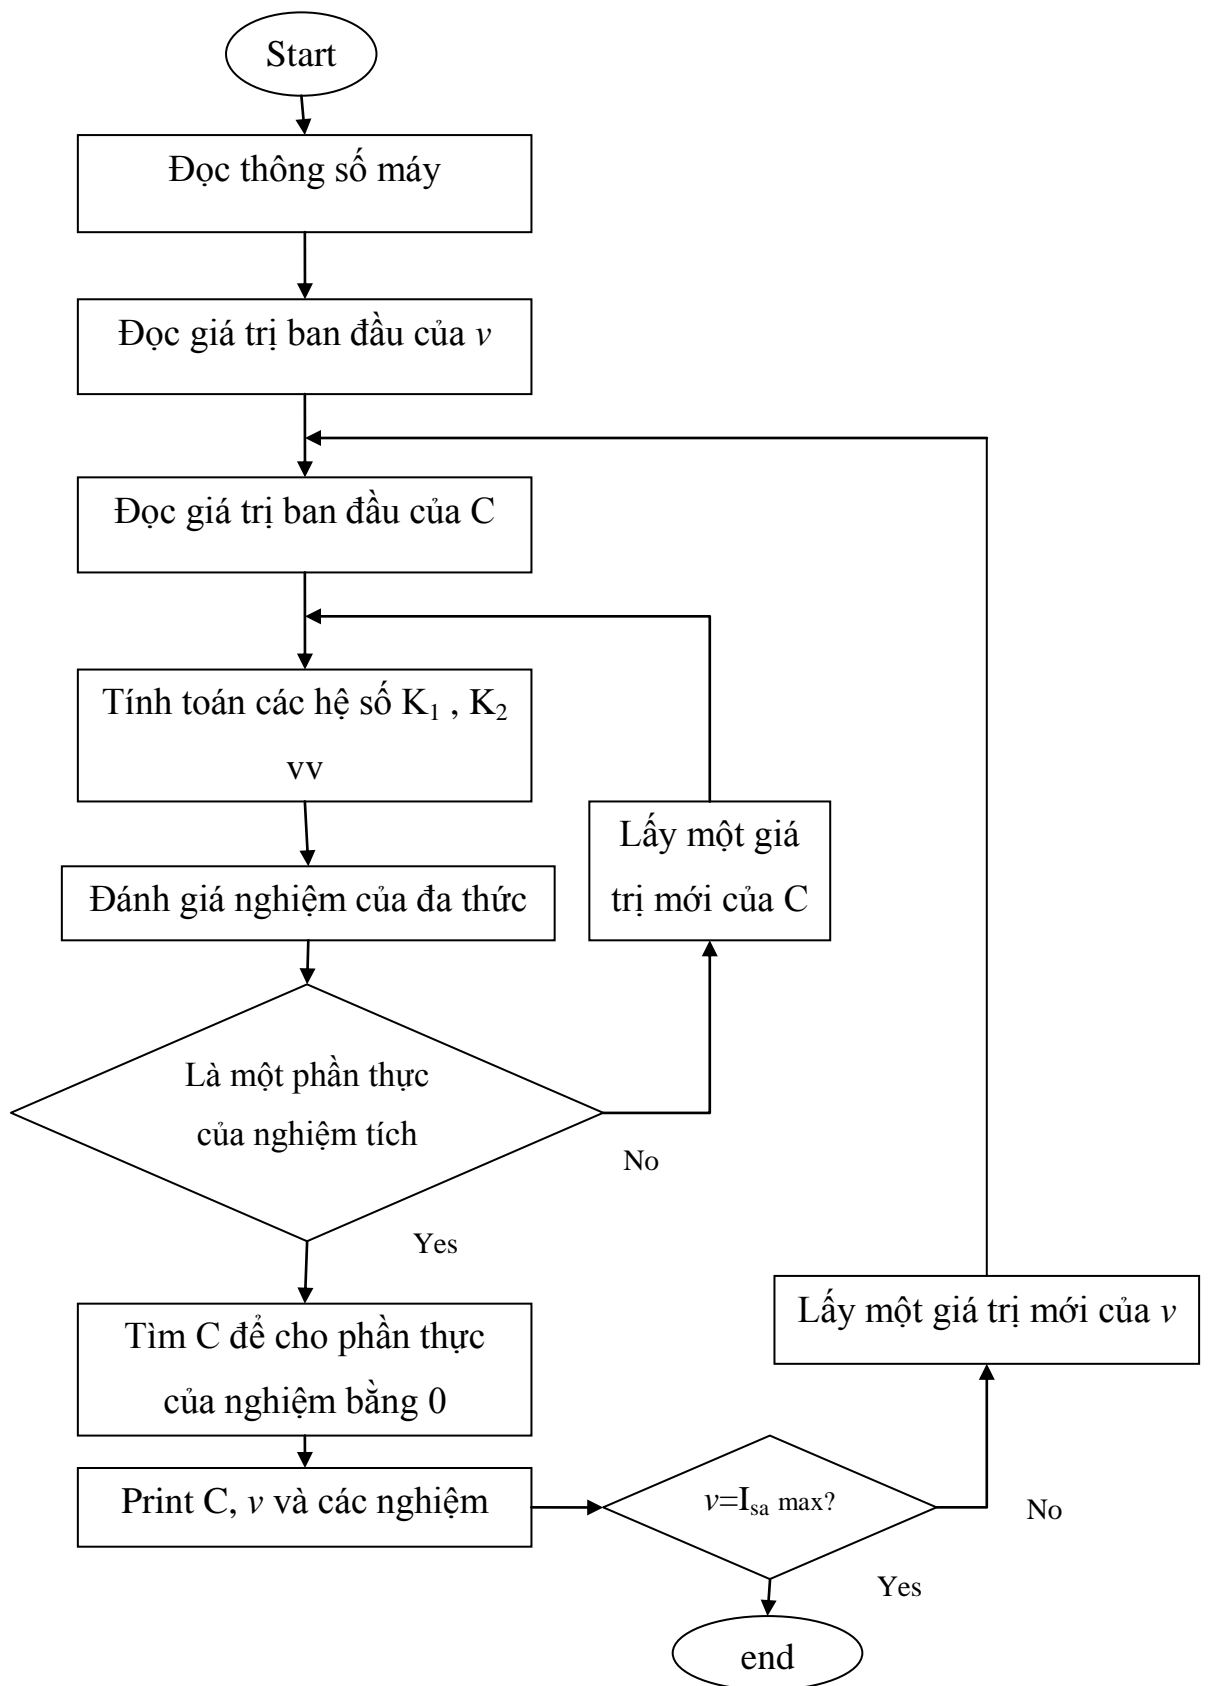 Start
Đọc thông số máy
Đọc giá trị ban đầu của v
Đọc giá trị ban đầu của C
Tính toán các hệ số K₁ , K₂
vv
Lấy một giá
trị mới của C
Đánh giá nghiệm của đa thức
Là một phần thực
của nghiệm tích
No
Yes
Tìm C để cho phần thực
của nghiệm bằng 0
Lấy một giá trị mới của v
Print C, v và các nghiệm
v=Iₛₐ max?
No
Yes
end